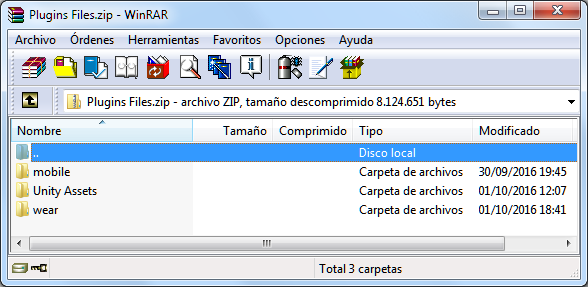 Plugins Files.zip - WinRAR
Archivo Órdenes Herramientas Favoritos Opciones Ayuda
Plugins Files.zip - archivo ZIP, tamaño descomprimido 8.124.651 bytes
Nombre Tamaño Comprimido Tipo Modificado
.. Disco local
mobile Carpeta de archivos 30/09/2016 19:45
Unity Assets Carpeta de archivos 01/10/2016 12:07
wear Carpeta de archivos 01/10/2016 18:41
Total 3 carpetas